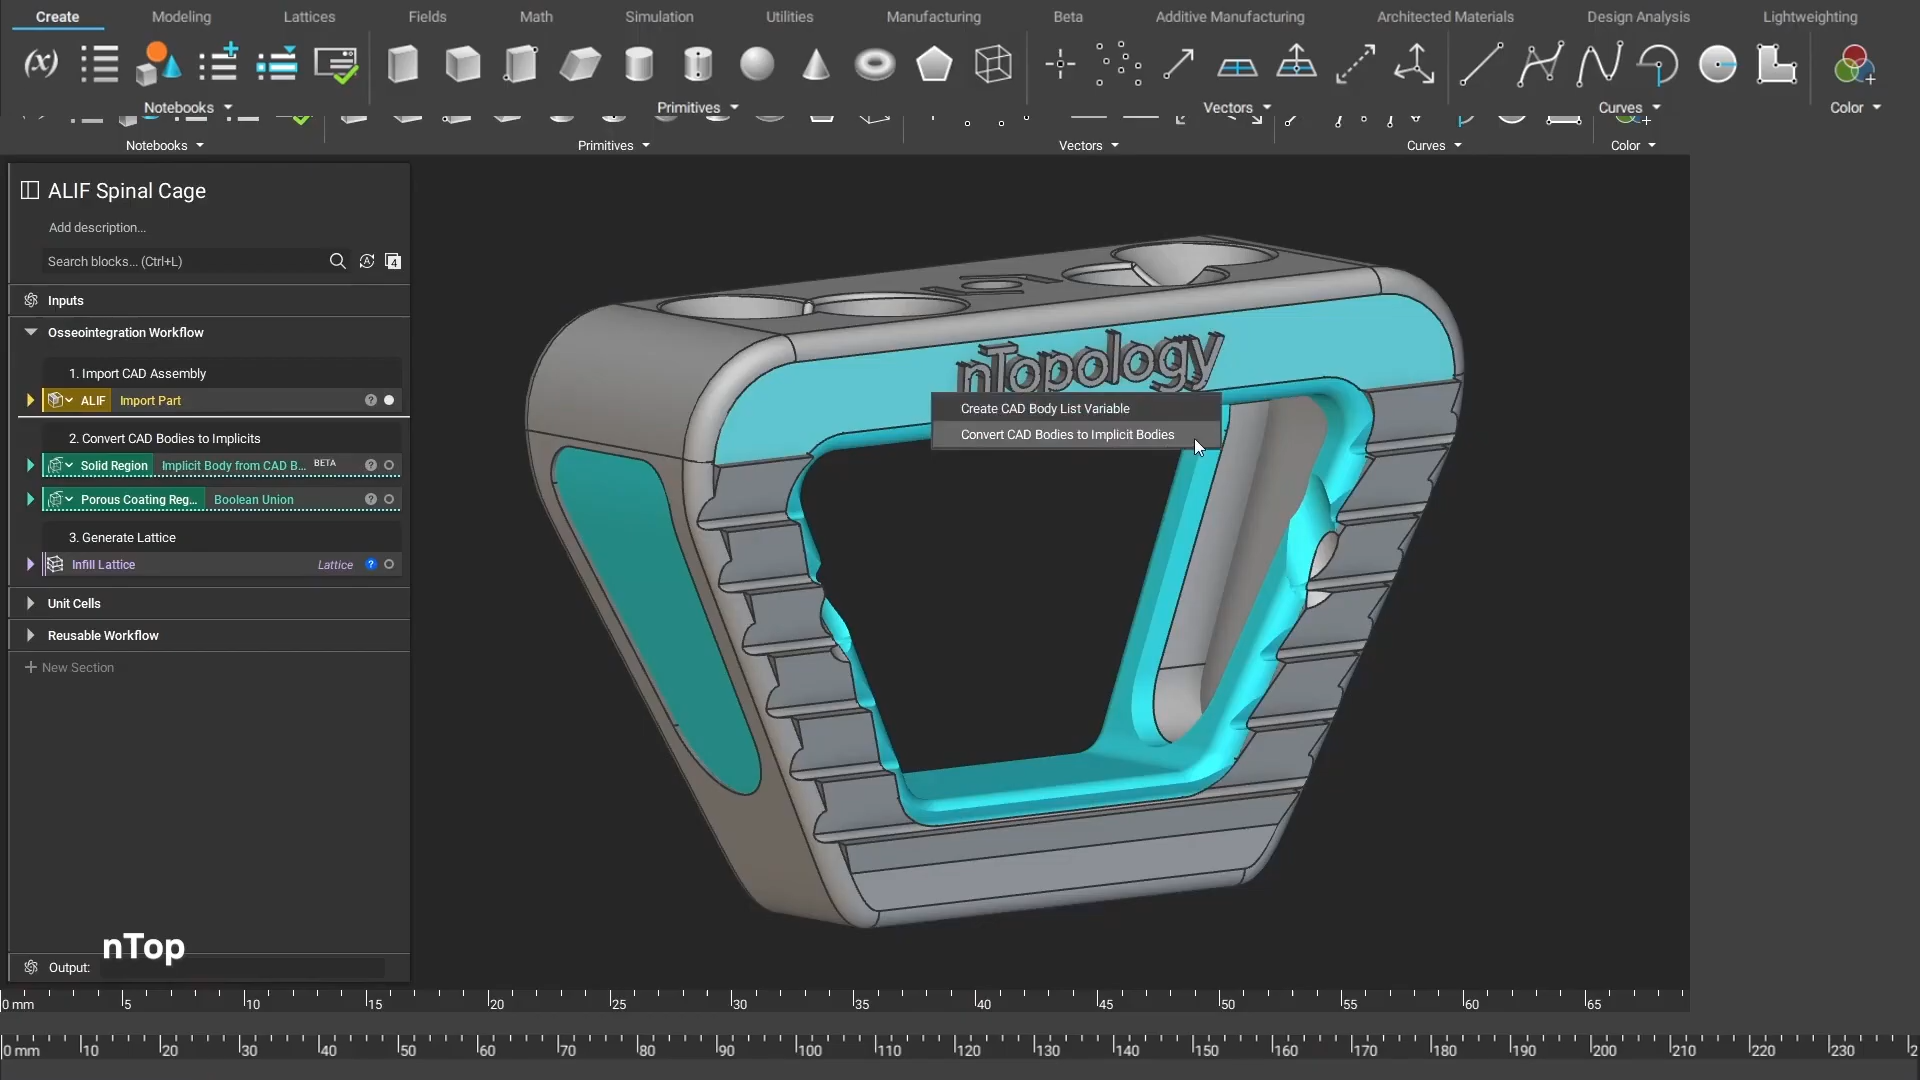 Create Modeling Lattices Fields Math Simulation Utilities Manufacturing Beta Additive Manufacturing Architected Materials Design Analysis Lightweighting
(x)
Notebooks Primitives Vectors Curves Color
Notebooks Primitives Vectors Curves Color
ALIF Spinal Cage
Add description...
Search blocks... (Ctrl+L)
4
Inputs
Osseointegration Workflow
1. Import CAD Assembly
ALIF Import Part ?
2. Convert CAD Bodies to Implicits
Solid Region Implicit Body from CAD B... BETA ?
Porous Coating Reg... Boolean Union ?
3. Generate Lattice
Infill Lattice Lattice ?
Unit Cells
Reusable Workflow
+ New Section
nTopology
Create CAD Body List Variable
Convert CAD Bodies to Implicit Bodies
nTop
Output:
0 mm 5 10 15 20 25 30 35 40 45 50 55 60 65
0 mm 10 20 30 40 50 60 70 80 90 100 110 120 130 140 150 160 170 180 190 200 210 220 230 2